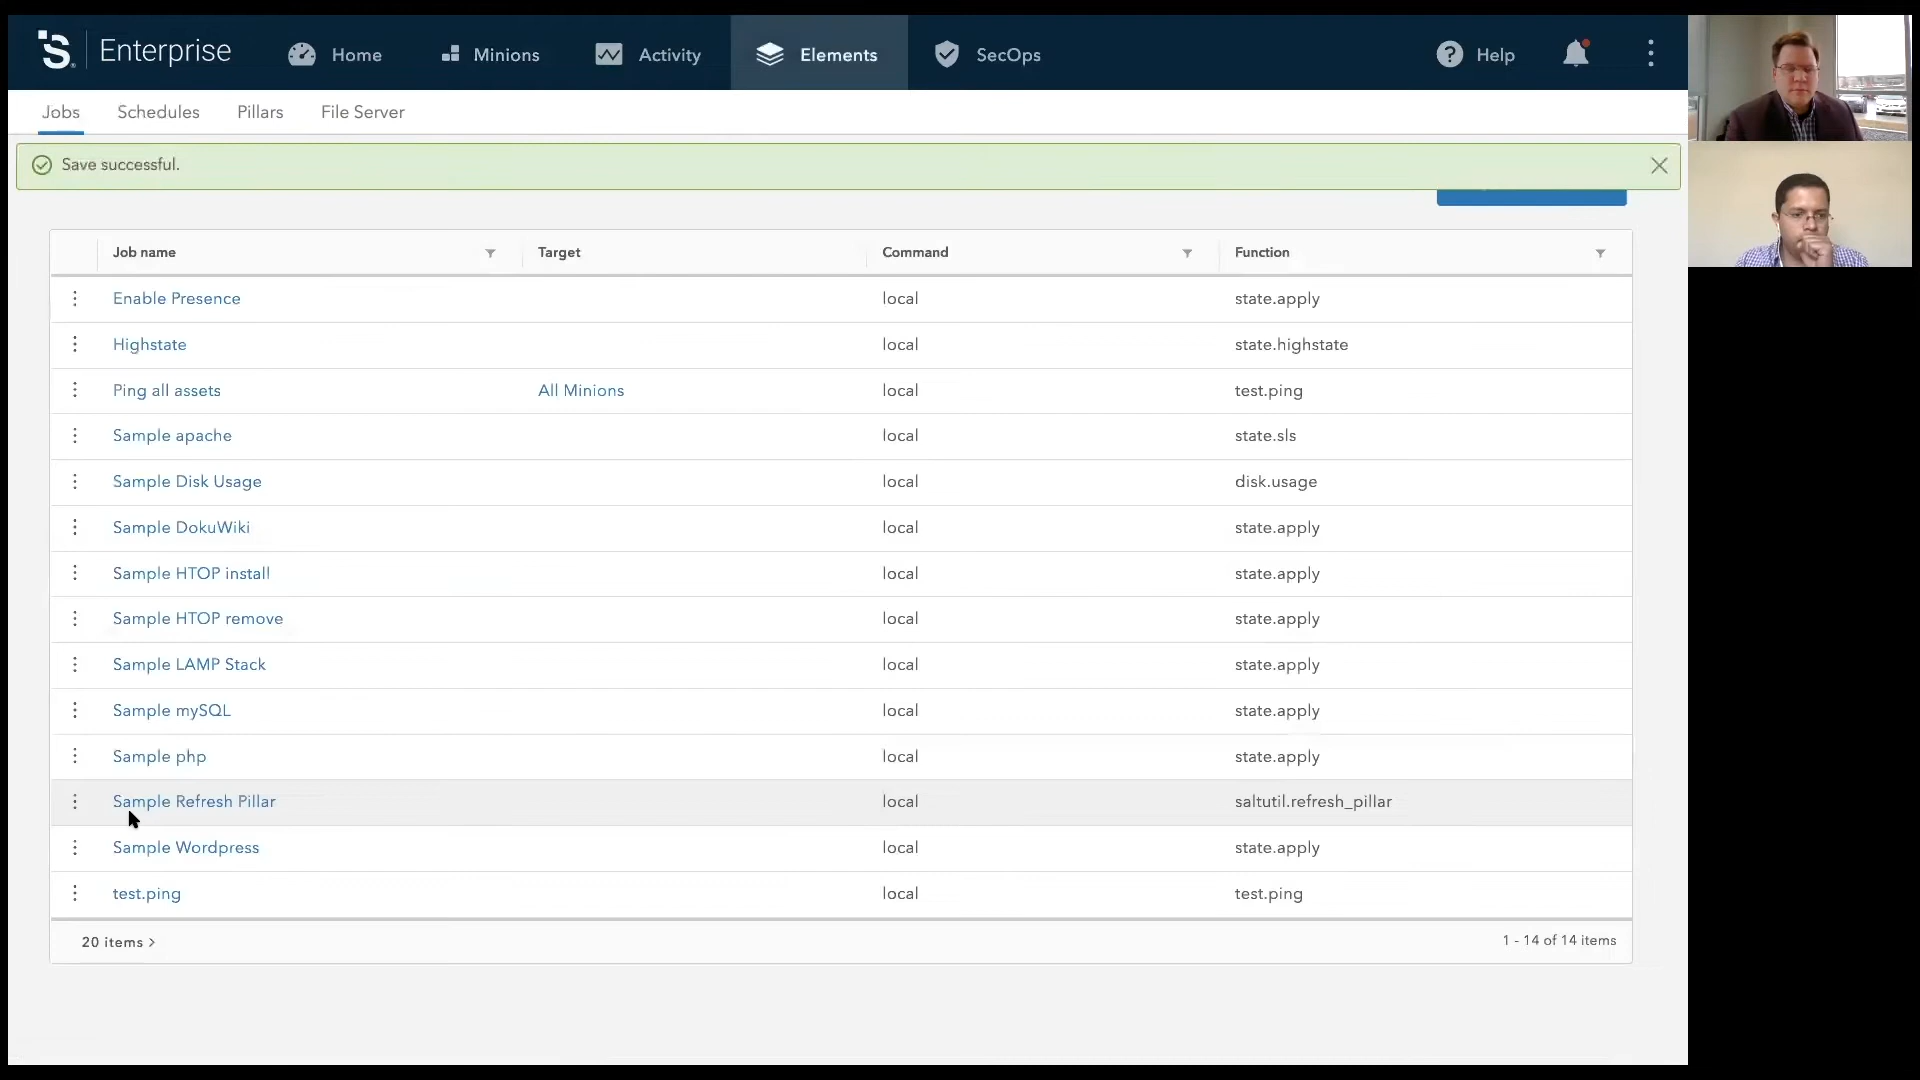 S Enterprise Home Minions Activity Elements SecOps ? Help
Jobs Schedules Pillars File Server
Save successful.
Job name Target Command Function
Enable Presence local state.apply
Highstate local state.highstate
Ping all assets All Minions local test.ping
Sample apache local state.sls
Sample Disk Usage local disk.usage
Sample DokuWiki local state.apply
Sample HTOP install local state.apply
Sample HTOP remove local state.apply
Sample LAMP Stack local state.apply
Sample mySQL local state.apply
Sample php local state.apply
Sample Refresh Pillar local saltutil.refresh_pillar
Sample Wordpress local state.apply
test.ping local test.ping
20 items > 1 - 14 of 14 items